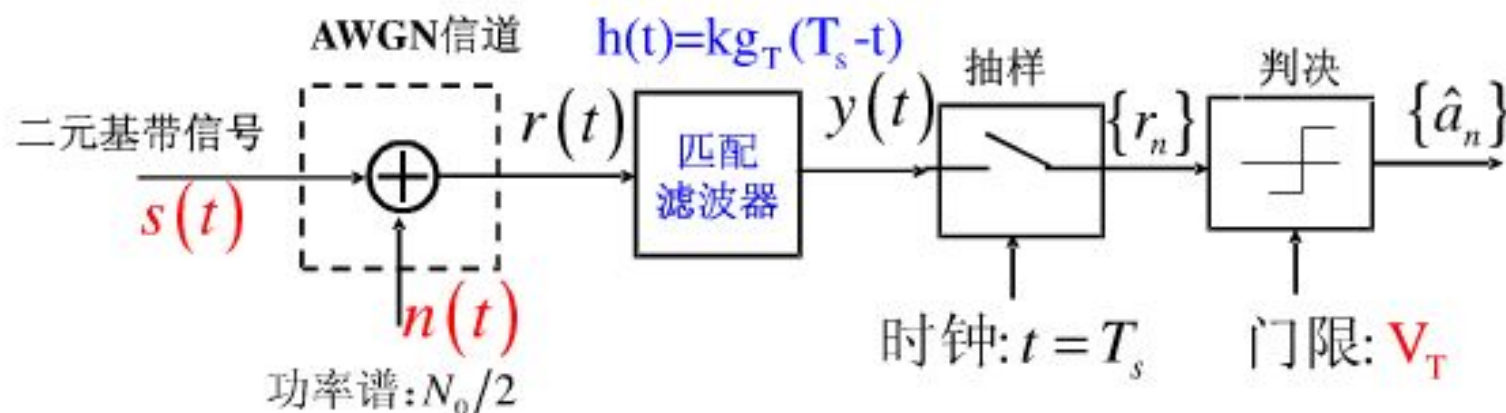 AWGN信道
h(t)=kg_T(T_s-t)
抽样
判决
二元基带信号
r(t)
匹配
滤波器
y(t)
{r_n}
{â_n}
s(t)
n(t)
时钟: t = T_s
门限: V_T
功率谱: N_0/2